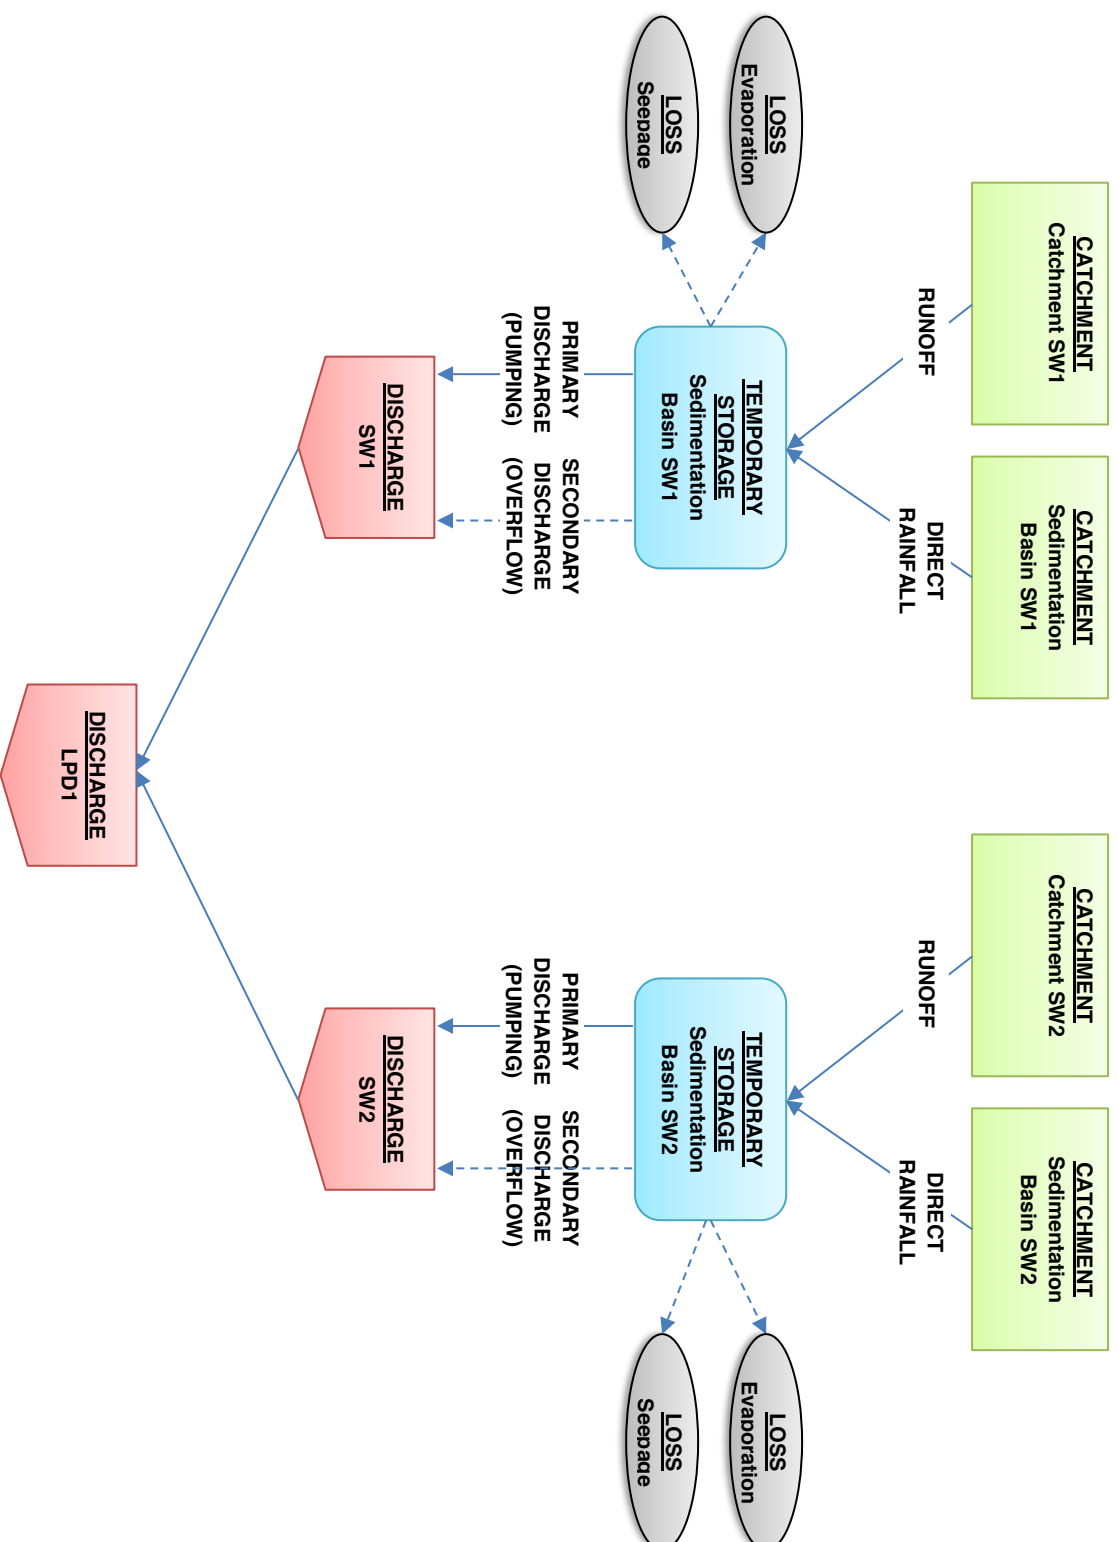 CATCHMENT
Catchment SW1
CATCHMENT
Sedimentation
Basin SW1
CATCHMENT
Catchment SW2
CATCHMENT
Sedimentation
Basin SW2
RUNOFF
DIRECT
RAINFALL
RUNOFF
DIRECT
RAINFALL
LOSS
Evaporation
LOSS
Seepage
TEMPORARY
STORAGE
Sedimentation
Basin SW1
TEMPORARY
STORAGE
Sedimentation
Basin SW2
LOSS
Evaporation
LOSS
Seepage
PRIMARY
DISCHARGE
(PUMPING)
SECONDARY
DISCHARGE
(OVERFLOW)
PRIMARY
DISCHARGE
(PUMPING)
SECONDARY
DISCHARGE
(OVERFLOW)
DISCHARGE
SW1
DISCHARGE
SW2
DISCHARGE
LPD1